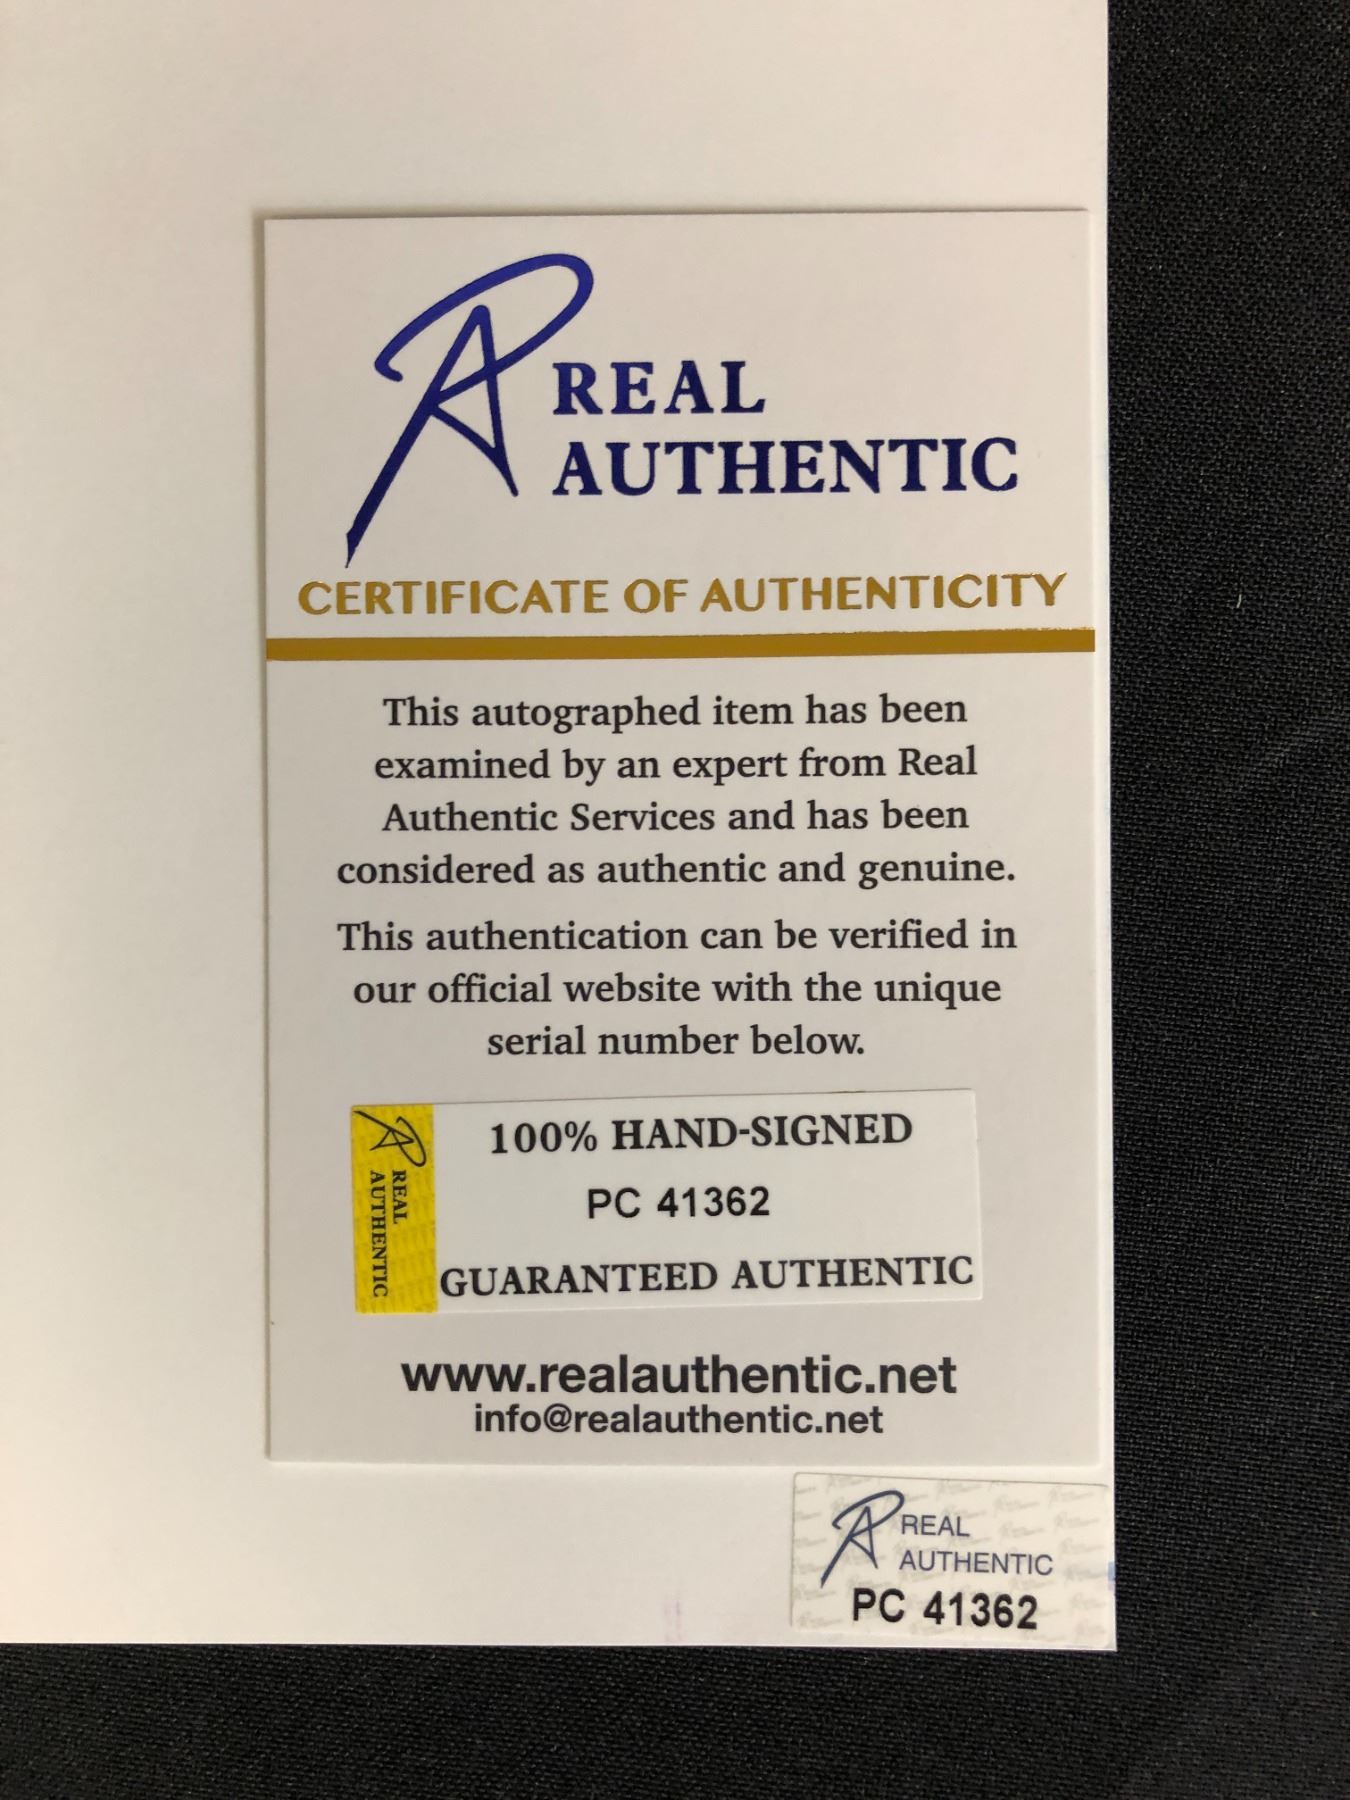 REAL
AUTHENTIC
CERTIFICATE OF AUTHENTICITY
This autographed item has been
examined by an expert from Real
Authentic Services and has been
considered as authentic and genuine.
This authentication can be verified in
our official website with the unique
serial number below.
REAL
AUTHENTIC
100% HAND-SIGNED
PC 41362
GUARANTEED AUTHENTIC
www.realauthentic.net
info@realauthentic.net
REAL
AUTHENTIC
PC 41362